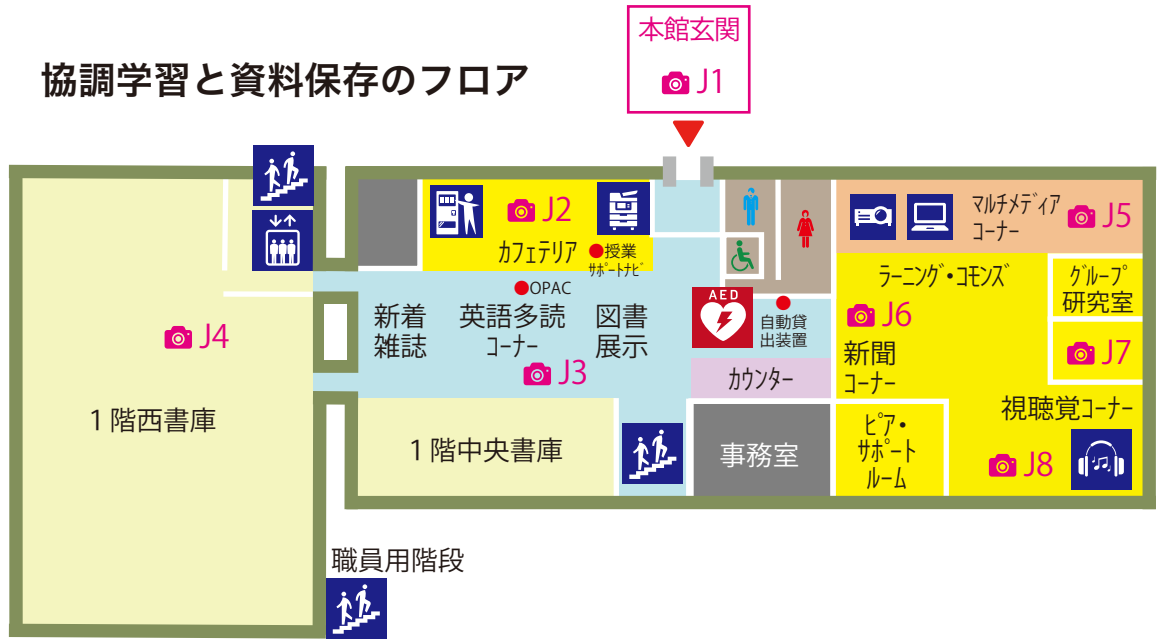 本館玄関
J1
協調学習と資料保存のフロア
J2
カフェテリア
授業
ｻﾎﾟｰﾄﾅﾋﾞ
OPAC
新着
雑誌
英語多読
ｺｰﾅｰ
図書
展示
J3
AED
自動貸
出装置
カウンター
ﾏﾙﾁﾒﾃﾞｨｱ
ｺｰﾅｰ
J5
ﾗｰﾆﾝｸﾞ･ｺﾓﾝｽﾞ
J6
ｸﾞﾙｰﾌﾟ
研究室
J7
新聞
ｺｰﾅｰ
視聴覚ｺｰﾅｰ
J8
ﾋﾟｱ･
ｻﾎﾟｰﾄ
ﾙｰﾑ
事務室
J4
1階西書庫
1階中央書庫
職員用階段